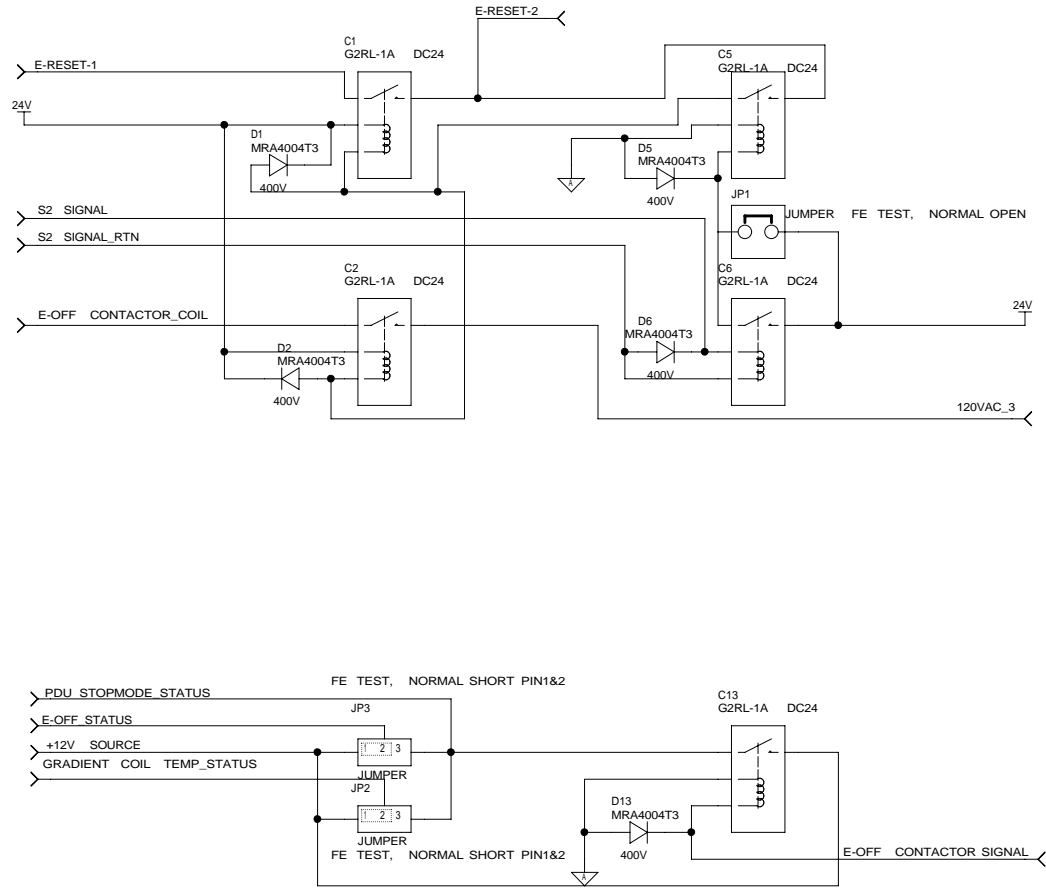 E-RESET-2
C1
G2RL-1A DC24
C5
G2RL-1A DC24
E-RESET-1
24V
D1
MRA4004T3
400V
D5
MRA4004T3
400V
A
JP1
JUMPER FE TEST, NORMAL OPEN
S2 SIGNAL
S2 SIGNAL_RTN
C2
G2RL-1A DC24
C6
G2RL-1A DC24
E-OFF CONTACTOR_COIL
24V
D2
MRA4004T3
400V
D6
MRA4004T3
400V
120VAC_3
FE TEST, NORMAL SHORT PIN1&2
PDU STOPMODE_STATUS
JP3
C13
G2RL-1A DC24
E-OFF_STATUS
+12V SOURCE
1 2 3
GRADIENT COIL TEMP_STATUS
JUMPER
JP2
1 2 3
JUMPER
FE TEST, NORMAL SHORT PIN1&2
D13
MRA4004T3
400V
E-OFF CONTACTOR SIGNAL
A